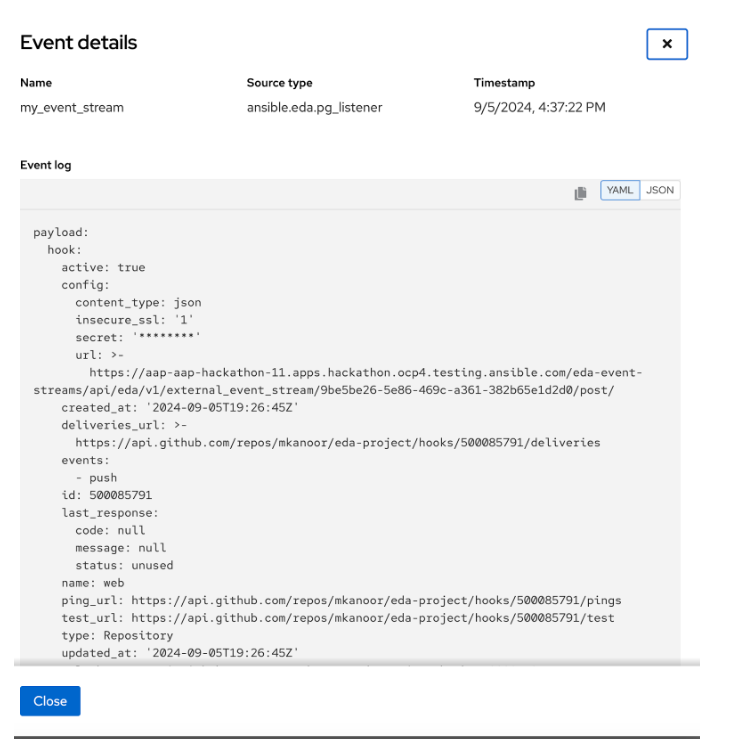 Event details
Name Source type Timestamp
my_event_stream ansible.eda.pg_listener 9/5/2024, 4:37:22 PM
Event log
YAML JSON
payload:
  hook:
    active: true
    config:
      content_type: json
      insecure_ssl: '1'
      secret: '********'
      url: >-
        https://aap-aap-hackathon-11.apps.hackathon.ocp4.testing.ansible.com/eda-event-
streams/api/eda/v1/external_event_stream/9be5be26-5e86-469c-a361-382b65e1d2d0/post/
    created_at: '2024-09-05T19:26:45Z'
    deliveries_url: >-
      https://api.github.com/repos/mkanoor/eda-project/hooks/500085791/deliveries
    events:
      - push
    id: 500085791
    last_response:
      code: null
      message: null
      status: unused
    name: web
    ping_url: https://api.github.com/repos/mkanoor/eda-project/hooks/500085791/pings
    test_url: https://api.github.com/repos/mkanoor/eda-project/hooks/500085791/test
    type: Repository
    updated_at: '2024-09-05T19:26:45Z'
Close